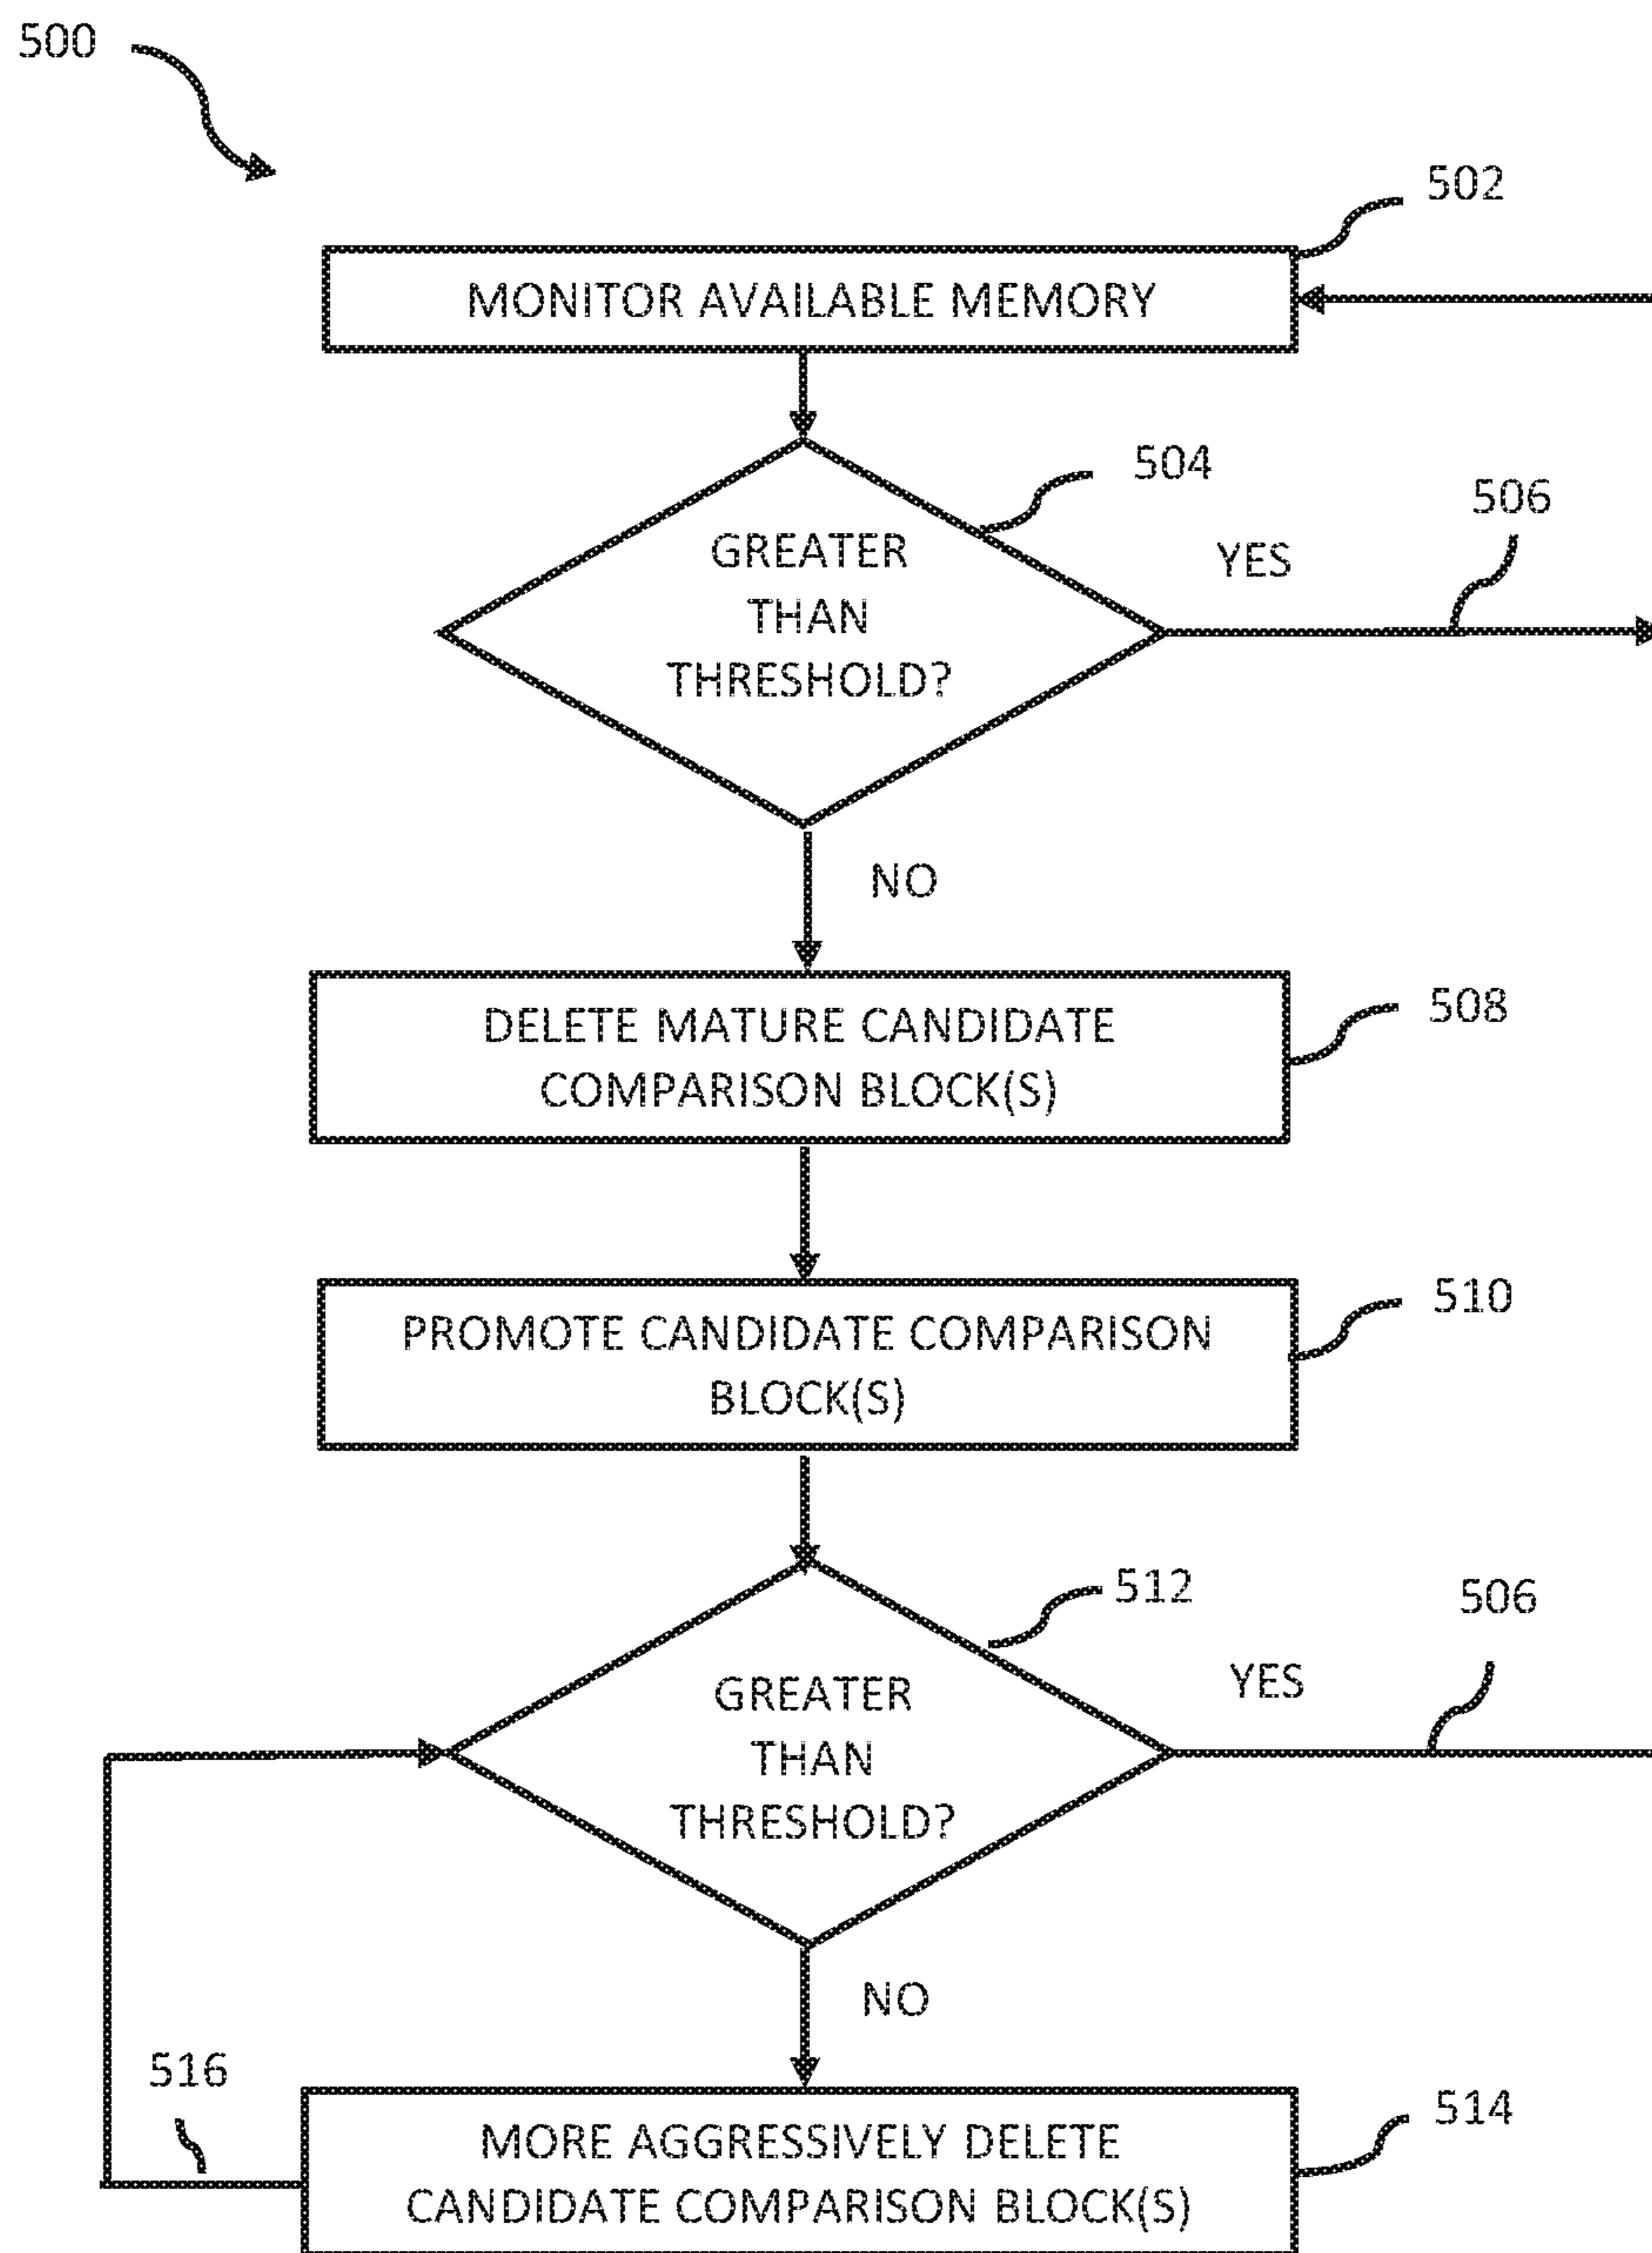 500
502
MONITOR AVAILABLE MEMORY
504
506
GREATER
THAN
THRESHOLD?
YES
NO
508
DELETE MATURE CANDIDATE
COMPARISON BLOCK(S)
510
PROMOTE CANDIDATE COMPARISON
BLOCK(S)
512
506
GREATER
THAN
THRESHOLD?
YES
NO
516
514
MORE AGGRESSIVELY DELETE
CANDIDATE COMPARISON BLOCK(S)